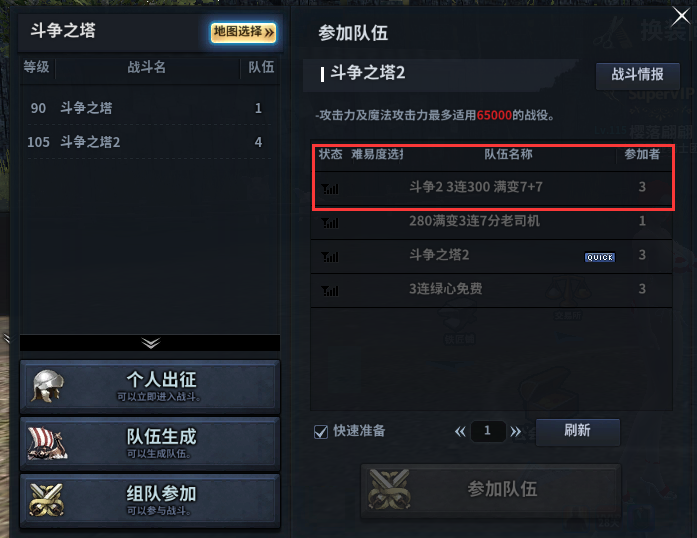 斗争之塔
地图选择 »
等级 战斗名 队伍
90 斗争之塔 1
105 斗争之塔2 4
个人出征
可以立即进入战斗。
队伍生成
可以生成队伍。
组队参加
可以参与战斗。
参加队伍
斗争之塔2
战斗情报
-攻击力及魔法攻击力最多适用65000的战役。
状态 难易度选 队伍名称 参加者
斗争2 3连300 满变7+7 3
280满变3连7分老司机 1
斗争之塔2 QUICK 3
3连绿心免费 3
快速准备
« 1 »
刷新
参加队伍
换装
SuperVIP